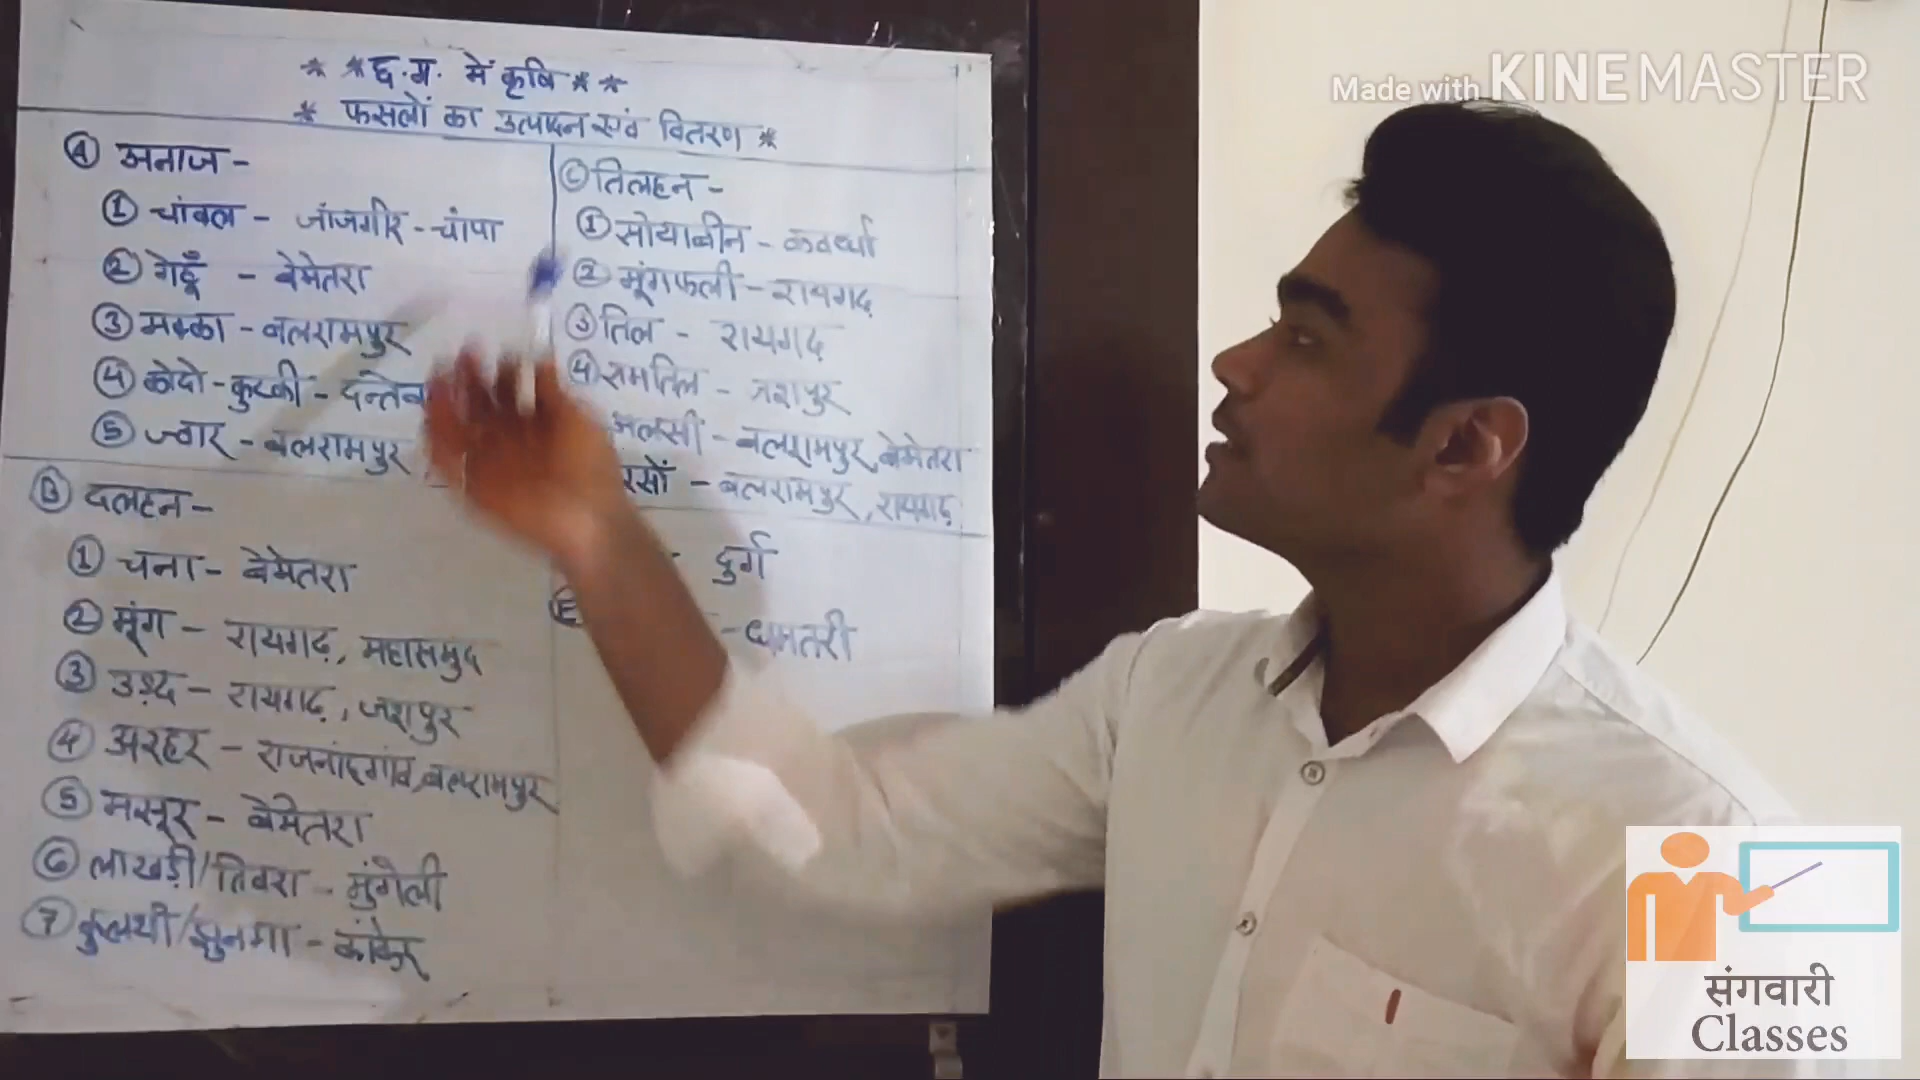 * * छ.ग. में कृषि * *
* फसलों का उत्पादन एवं वितरण *
Ⓐ अनाज -
① चांवल - जांजगीर - चांपा
② गेहूँ - बेमेतरा
③ मक्का - बलरामपुर
④ कोदो - कुटकी - दन्तेव
⑤ ज्वार - बलरामपुर
Ⓑ दलहन -
① चना - बेमेतरा
② मूंग - रायगढ़, महासमुंद
③ उड़द - रायगढ़, जशपुर
④ अरहर - राजनांदगांव, बलरामपुर
⑤ मसूर - बेमेतरा
⑥ लाखड़ी/तिवरा - मुंगेली
⑦ कुलथी/झुनगा - कांकेर
Ⓒ तिलहन -
① सोयाबीन - कवर्धा
② मूंगफली - रायगढ़
③ तिल - रायगढ़
④ रामतिल - जशपुर
अलसी - बलरामपुर, बेमेतरा
रसों - बलरामपुर, रायगढ़
- दुर्ग
Ⓔ - धमतरी
Made with KINEMASTER
संगवारी
Classes